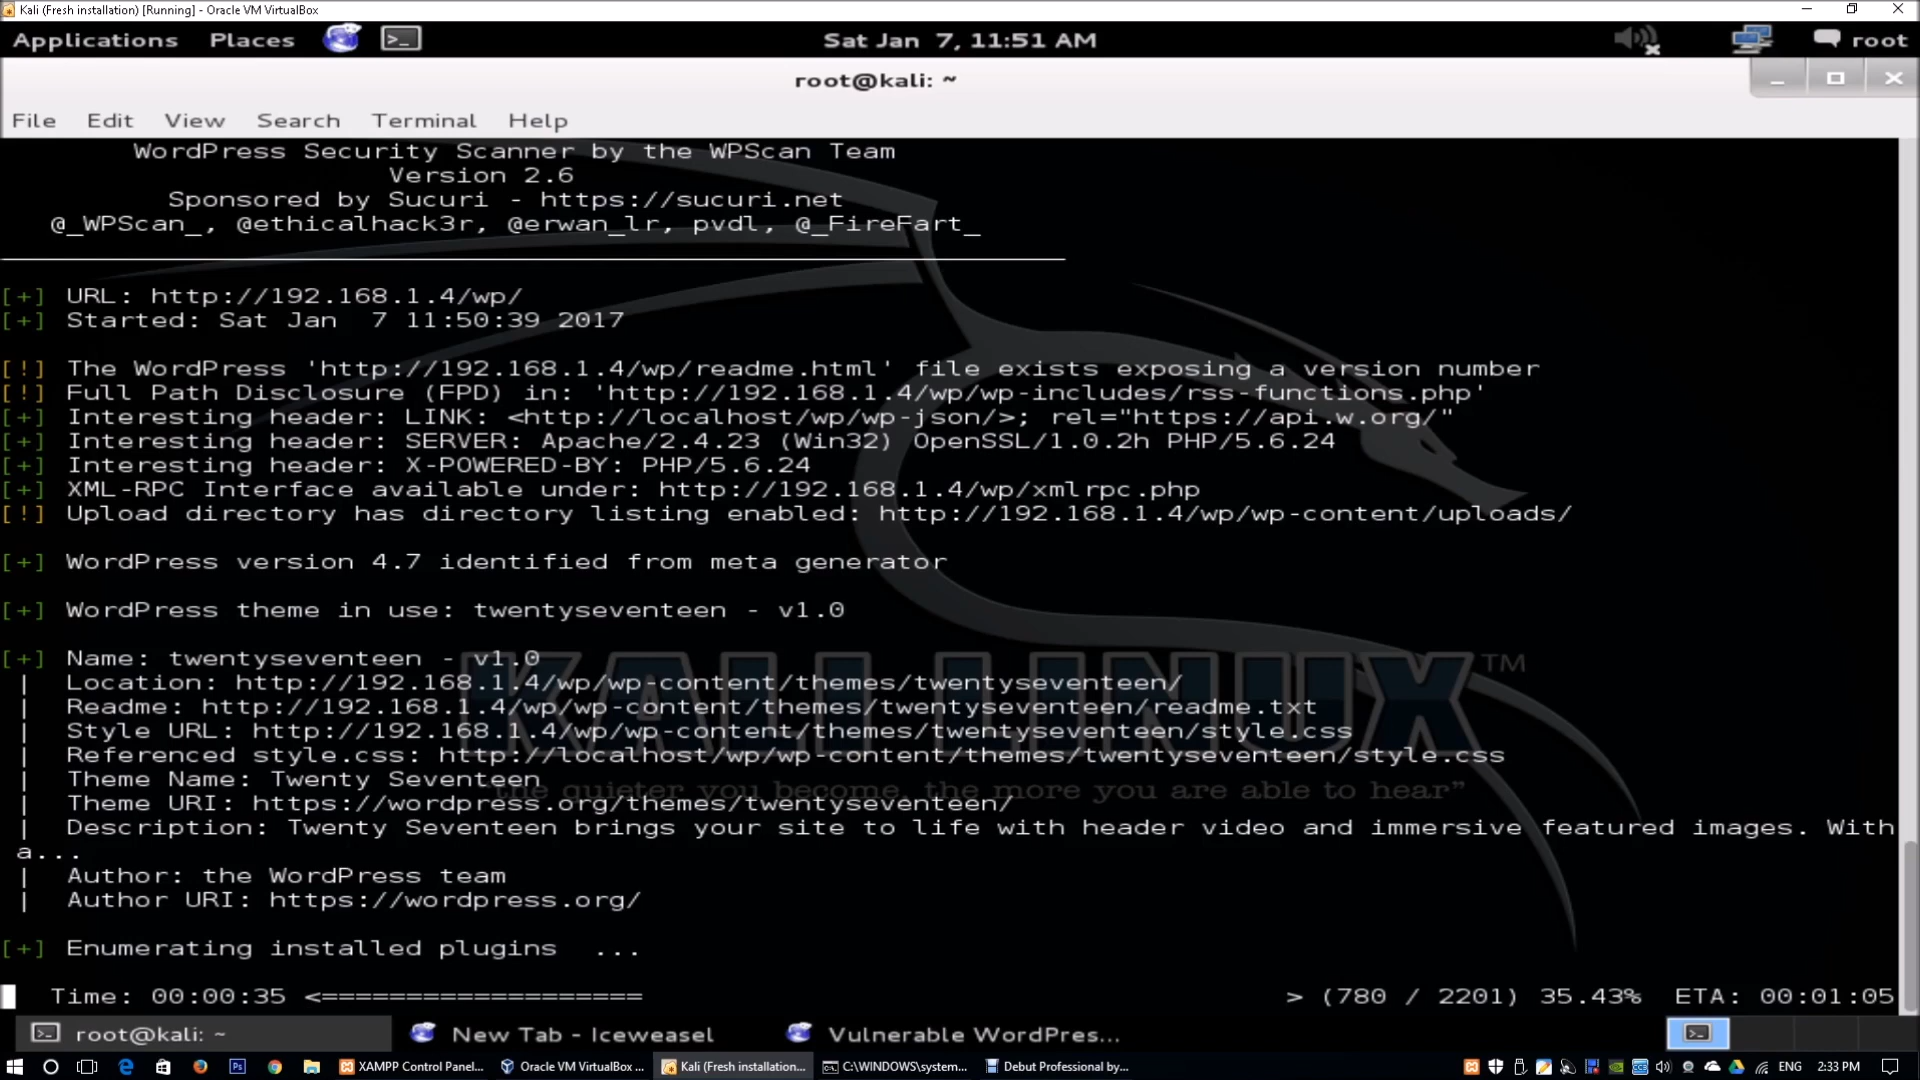 Kali (Fresh installation) [Running] - Oracle VM VirtualBox
Applications Places Sat Jan 7, 11:51 AM root
root@kali: ~
File Edit View Search Terminal Help
WordPress Security Scanner by the WPScan Team
Version 2.6
Sponsored by Sucuri - https://sucuri.net
@_WPScan_, @ethicalhack3r, @erwan_lr, pvdl, @_FireFart_
[+] URL: http://192.168.1.4/wp/
[+] Started: Sat Jan  7 11:50:39 2017
[!] The WordPress 'http://192.168.1.4/wp/readme.html' file exists exposing a version number
[!] Full Path Disclosure (FPD) in: 'http://192.168.1.4/wp/wp-includes/rss-functions.php'
[+] Interesting header: LINK: <http://localhost/wp/wp-json/>; rel="https://api.w.org/"
[+] Interesting header: SERVER: Apache/2.4.23 (Win32) OpenSSL/1.0.2h PHP/5.6.24
[+] Interesting header: X-POWERED-BY: PHP/5.6.24
[+] XML-RPC Interface available under: http://192.168.1.4/wp/xmlrpc.php
[!] Upload directory has directory listing enabled: http://192.168.1.4/wp/wp-content/uploads/
[+] WordPress version 4.7 identified from meta generator
[+] WordPress theme in use: twentyseventeen - v1.0
[+] Name: twentyseventeen - v1.0
| Location: http://192.168.1.4/wp/wp-content/themes/twentyseventeen/
| Readme: http://192.168.1.4/wp/wp-content/themes/twentyseventeen/readme.txt
| Style URL: http://192.168.1.4/wp/wp-content/themes/twentyseventeen/style.css
| Referenced style.css: http://localhost/wp/wp-content/themes/twentyseventeen/style.css
| Theme Name: Twenty Seventeen
| Theme URI: https://wordpress.org/themes/twentyseventeen/
| Description: Twenty Seventeen brings your site to life with header video and immersive featured images. With
a...
| Author: the WordPress team
| Author URI: https://wordpress.org/
KALI LINUX™
"the quieter you become, the more you are able to hear"
[+] Enumerating installed plugins  ...
Time: 00:00:35 <==================== > (780 / 2201) 35.43% ETA: 00:01:05
root@kali: ~ New Tab - Iceweasel Vulnerable WordPres...
XAMPP Control Panel... Oracle VM VirtualBox ... Kali (Fresh installation... C:\WINDOWS\system... Debut Professional by... ENG 2:33 PM